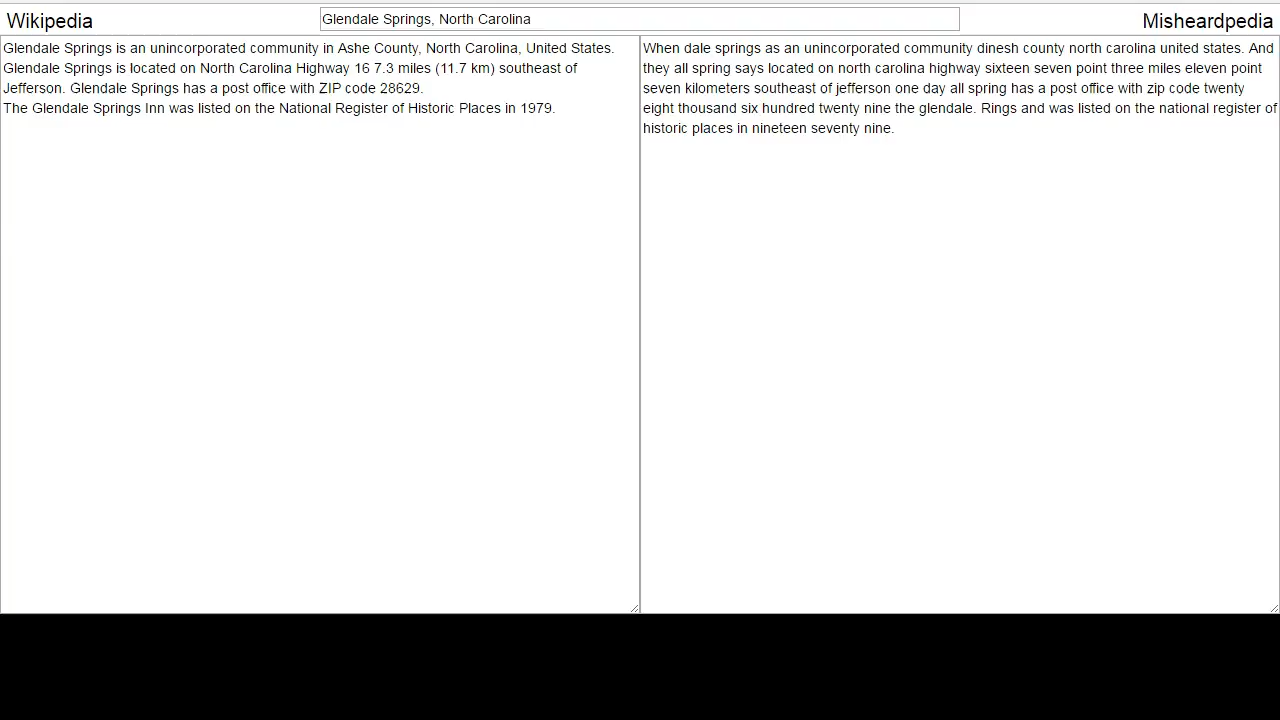 Wikipedia
Glendale Springs, North Carolina
Misheardpedia
Glendale Springs is an unincorporated community in Ashe County, North Carolina, United States.
Glendale Springs is located on North Carolina Highway 16 7.3 miles (11.7 km) southeast of
Jefferson. Glendale Springs has a post office with ZIP code 28629.
The Glendale Springs Inn was listed on the National Register of Historic Places in 1979.
When dale springs as an unincorporated community dinesh county north carolina united states. And
they all spring says located on north carolina highway sixteen seven point three miles eleven point
seven kilometers southeast of jefferson one day all spring has a post office with zip code twenty
eight thousand six hundred twenty nine the glendale. Rings and was listed on the national register of
historic places in nineteen seventy nine.